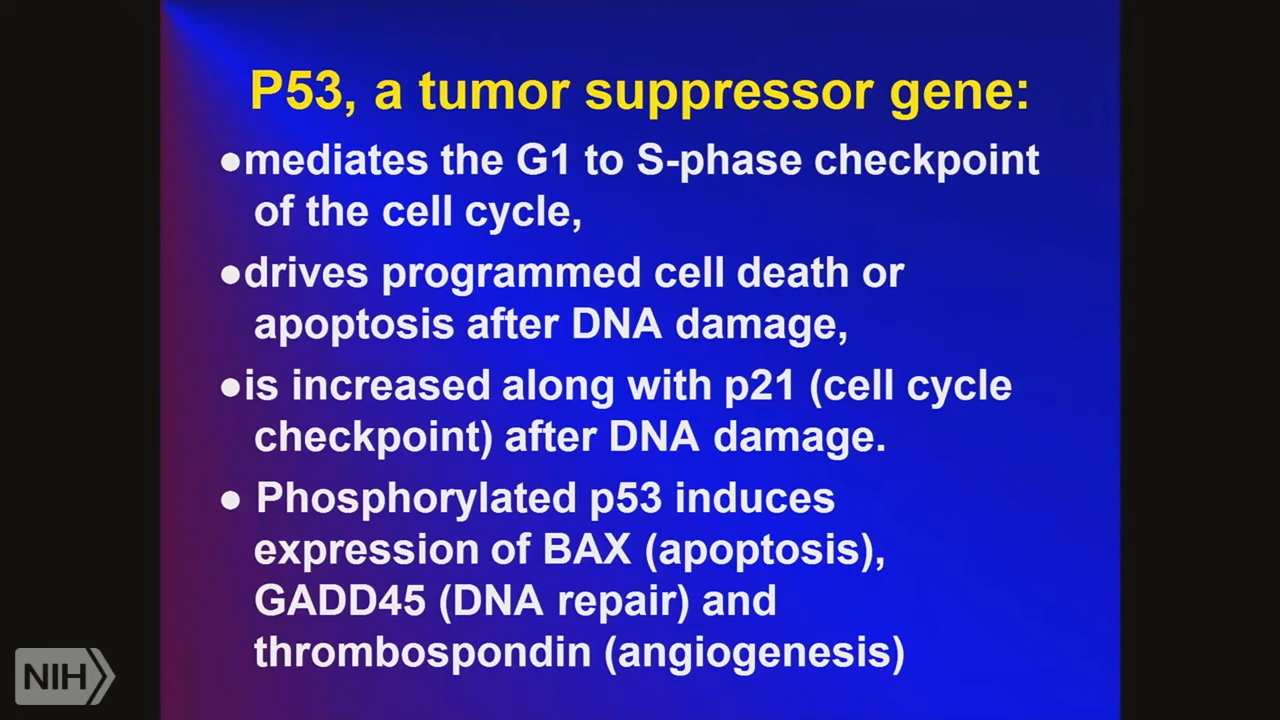 P53, a tumor suppressor gene:
●mediates the G1 to S-phase checkpoint
of the cell cycle,
●drives programmed cell death or
apoptosis after DNA damage,
●is increased along with p21 (cell cycle
checkpoint) after DNA damage.
● Phosphorylated p53 induces
expression of BAX (apoptosis),
GADD45 (DNA repair) and
thrombospondin (angiogenesis)
NIH